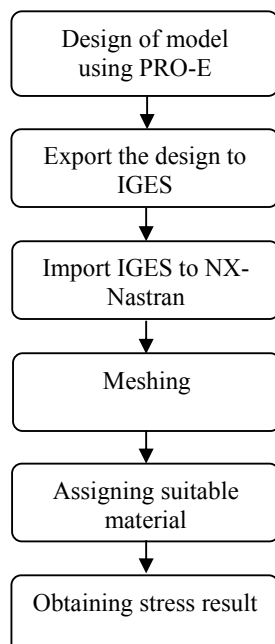 Design of model
using PRO-E
Export the design to
IGES
Import IGES to NX-
Nastran
Meshing
Assigning suitable
material
Obtaining stress result